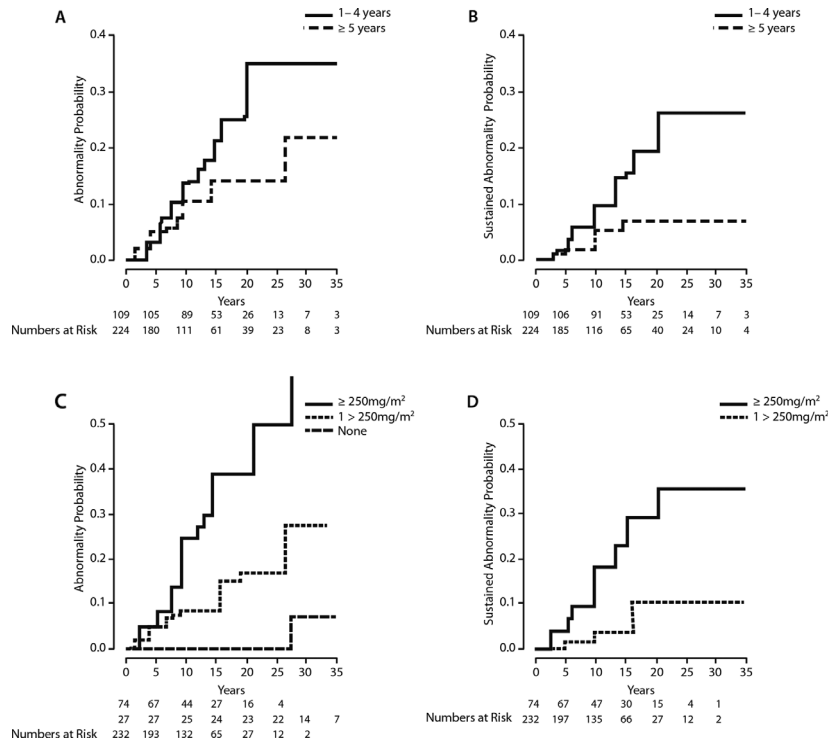 A
1– 4 years
≥ 5 years
0.4
0.3
0.2
0.1
0.0
Abnormality Probability
0 5 10 15 20 25 30 35
Years
109 105 89 53 26 13 7 3
Numbers at Risk 224 180 111 61 39 23 8 3
B
1– 4 years
≥ 5 years
0.4
0.3
0.2
0.1
0.0
Sustained Abnormality Probability
0 5 10 15 20 25 30 35
Years
109 106 91 53 25 14 7 3
Numbers at Risk 224 185 116 65 40 24 10 4
C
≥ 250mg/m²
1 > 250mg/m²
None
0.5
0.4
0.3
0.2
0.1
0.0
Abnormality Probability
0 5 10 15 20 25 30 35
Years
74 67 44 27 16 4
27 27 25 24 23 22 14 7
Numbers at Risk 232 193 132 65 27 12 2
D
≥ 250mg/m²
1 > 250mg/m²
0.5
0.4
0.3
0.2
0.1
0.0
Sustained Abnormality Probability
0 5 10 15 20 25 30 35
Years
74 67 47 30 15 4 1
Numbers at Risk 232 197 135 66 27 12 2